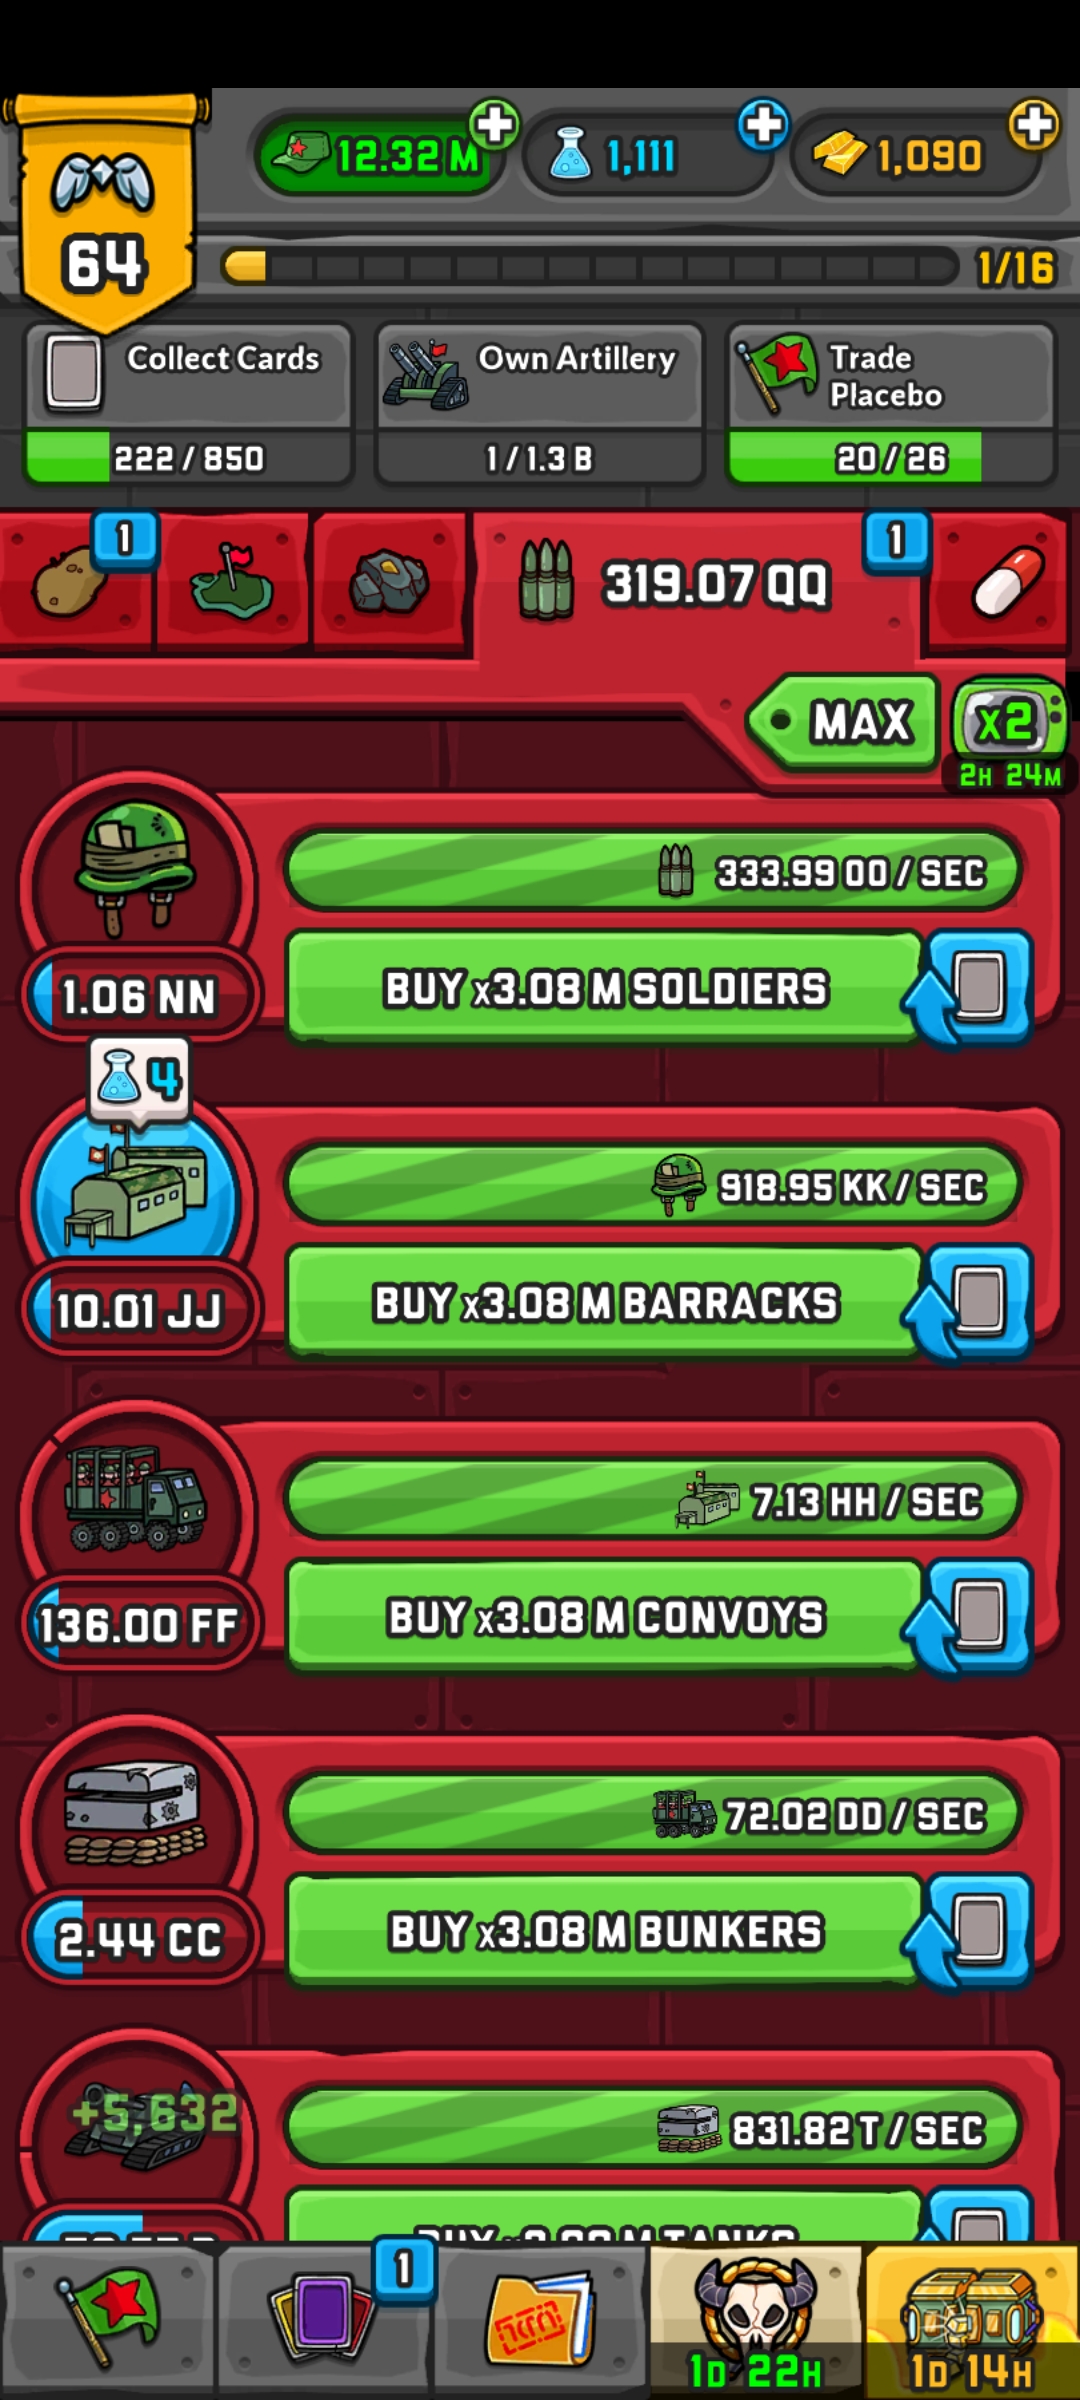 12.32 M
1,111
1,090
64
1/16
Collect Cards
222 / 850
Own Artillery
1 / 1.3 B
Trade
Placebo
20 / 26
1
319.07 QQ
1
MAX
x2
2H 24M
333.99 OO / SEC
1.06 NN
BUY x3.08 M SOLDIERS
4
918.95 KK / SEC
10.01 JJ
BUY x3.08 M BARRACKS
7.13 HH / SEC
136.00 FF
BUY x3.08 M CONVOYS
72.02 DD / SEC
2.44 CC
BUY x3.08 M BUNKERS
+5,632
831.82 T / SEC
1
1D 22H
1D 14H